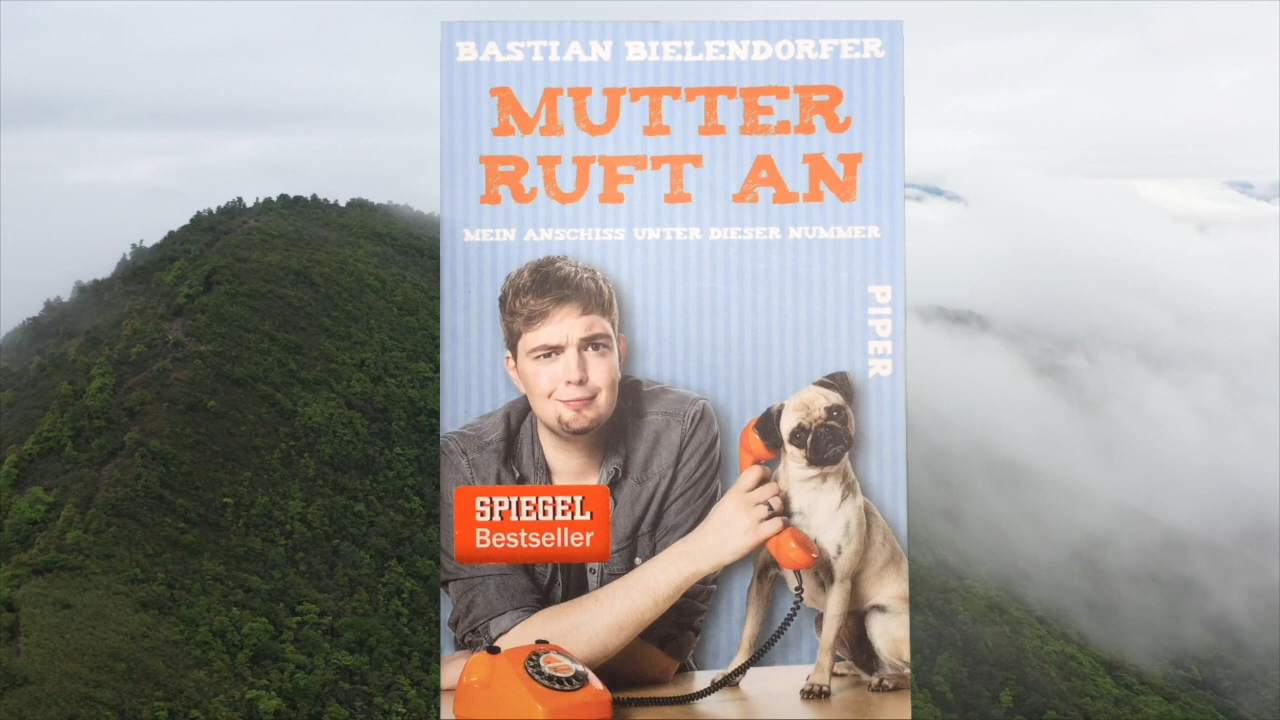 BASTIAN BIELENDORFER
MUTTER
RUFT AN
MEIN ANSCHISS UNTER DIESER NUMMER
PIPER
SPIEGEL
Bestseller